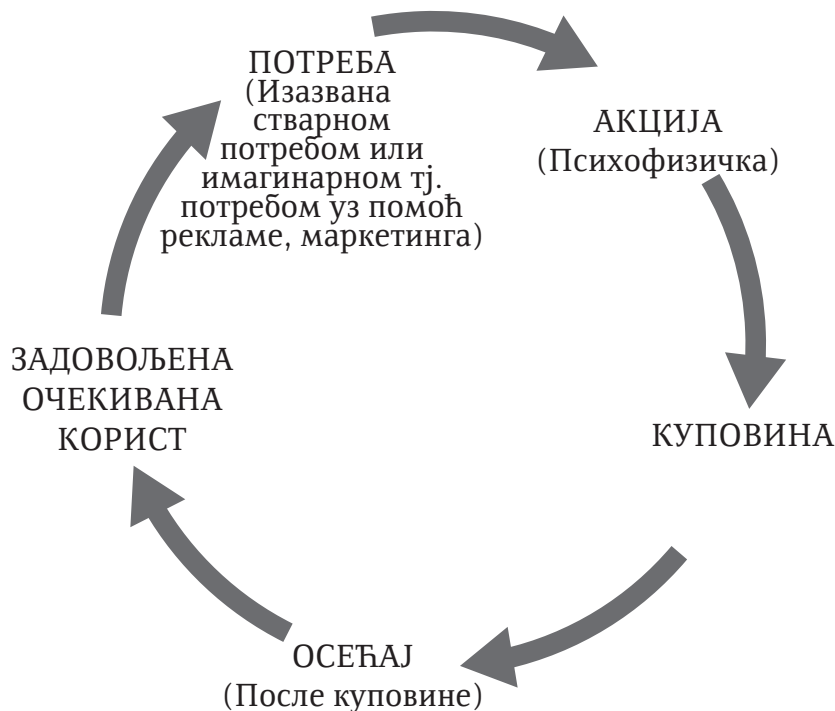 ПОТРЕБА
(Изазвана
стварном
потребом или
имагинарном тј.
потребом уз помоћ
рекламе, маркетинга)
АКЦИЈА
(Психофизичка)
КУПОВИНА
ОСЕЋАЈ
(После куповине)
ЗАДОВОЉЕНА
ОЧЕКИВАНА
КОРИСТ